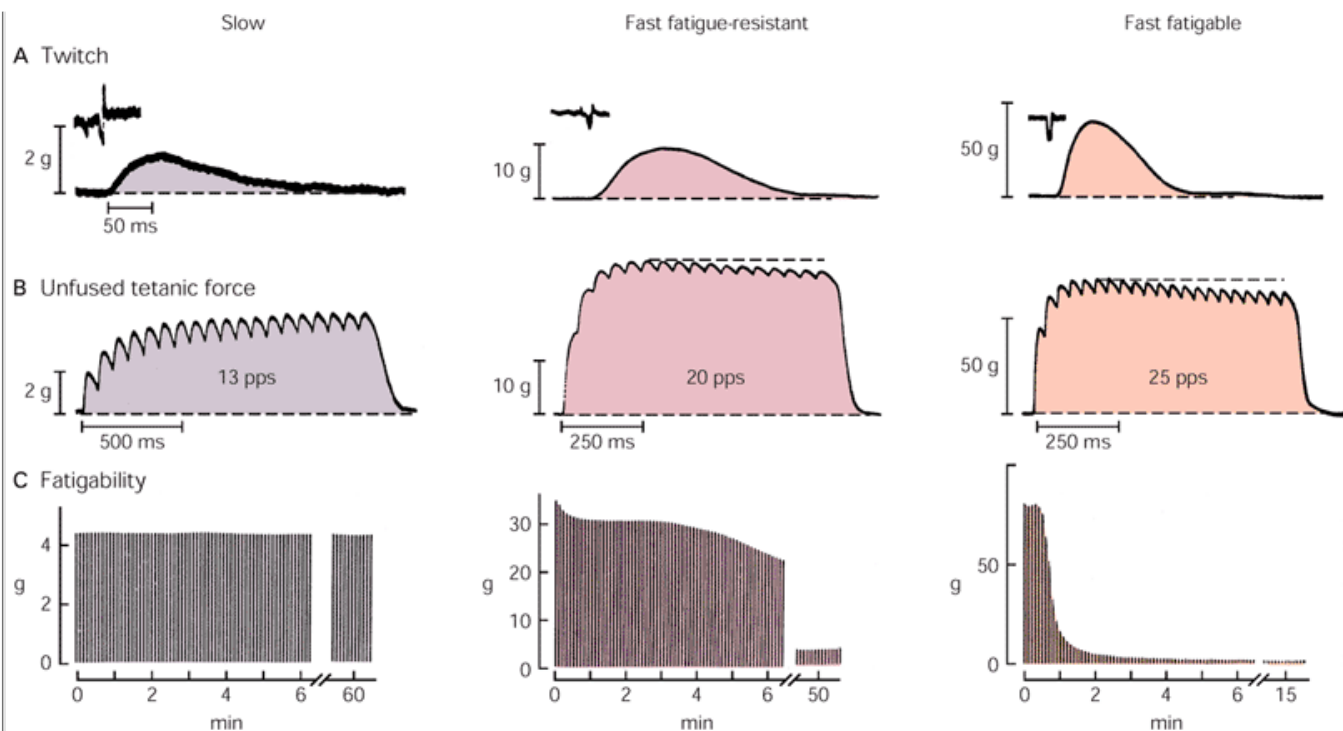 Slow Fast fatigue-resistant Fast fatigable
A Twitch
2 g 10 g 50 g
50 ms
B Unfused tetanic force
13 pps 20 pps 25 pps
2 g 10 g 50 g
500 ms 250 ms 250 ms
C Fatigability
4 2 0
g
0 2 4 6 60
min
30 20 10 0
g
0 2 4 6 50
min
50 0
g
0 2 4 6 15
min